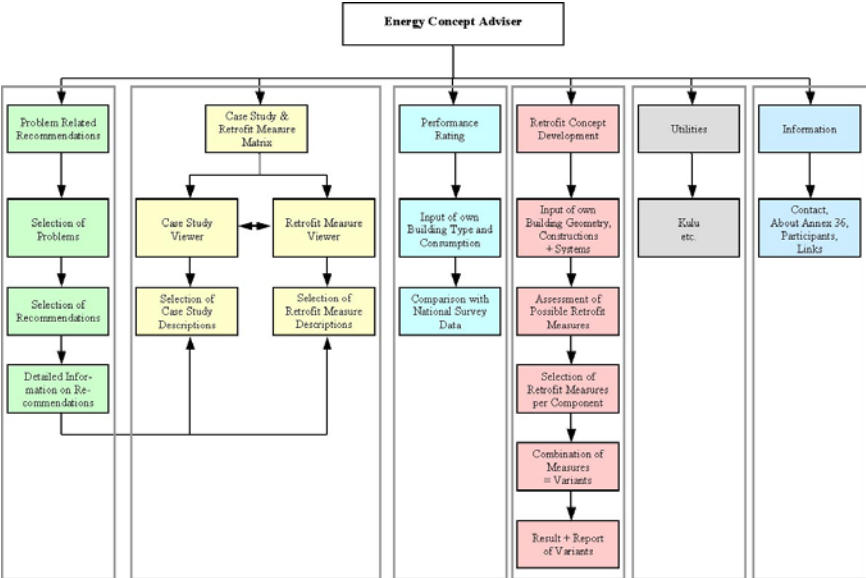 Energy Concept Adviser
Problem Related
Recommendations
Case Study &
Retrofit Measure
Matrix
Performance
Rating
Retrofit Concept
Development
Utilities
Information
Selection of
Problems
Case Study
Viewer
Retrofit Measure
Viewer
Input of own
Building Type and
Consumption
Input of own
Building Geometry,
Constructions
+ Systems
Kulu
etc.
Contact,
About Annex 36,
Participants,
Links
Selection of
Recommendations
Selection of
Case Study
Descriptions
Selection of
Retrofit Measure
Descriptions
Comparison with
National Survey
Data
Assessment of
Possible Retrofit
Measures
Detailed Infor-
mation on Re-
commendations
Selection of
Retrofit Measures
per Component
Combination of
Measures
= Variants
Result + Report
of Variants